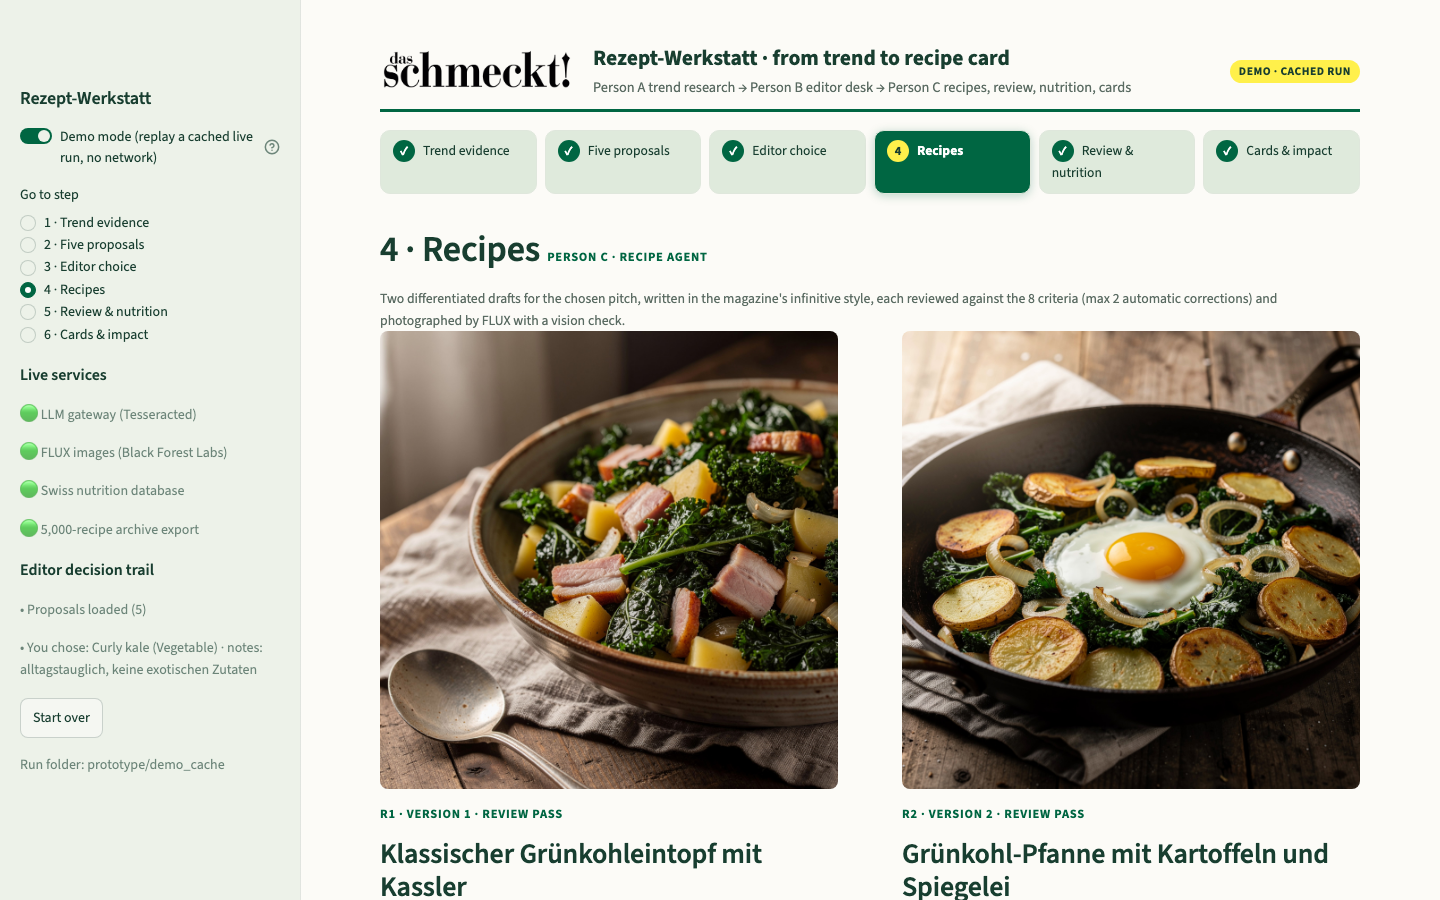 Rezept-Werkstatt
Demo mode (replay a cached live
run, no network)
?
Go to step
1 · Trend evidence
2 · Five proposals
3 · Editor choice
4 · Recipes
5 · Review & nutrition
6 · Cards & impact
Live services
LLM gateway (Tesseracted)
FLUX images (Black Forest Labs)
Swiss nutrition database
5,000-recipe archive export
Editor decision trail
• Proposals loaded (5)
• You chose: Curly kale (Vegetable) · notes:
alltagstauglich, keine exotischen Zutaten
Start over
Run folder: prototype/demo_cache
das
schmeckt!
Rezept-Werkstatt · from trend to recipe card
Person A trend research → Person B editor desk → Person C recipes, review, nutrition, cards
DEMO · CACHED RUN
✓ Trend evidence
✓ Five proposals
✓ Editor choice
4 Recipes
✓ Review &
nutrition
✓ Cards & impact
4 · Recipes PERSON C · RECIPE AGENT
Two differentiated drafts for the chosen pitch, written in the magazine's infinitive style, each reviewed against the 8 criteria (max 2 automatic corrections) and
photographed by FLUX with a vision check.
R1 · VERSION 1 · REVIEW PASS
Klassischer Grünkohleintopf mit
Kassler
R2 · VERSION 2 · REVIEW PASS
Grünkohl-Pfanne mit Kartoffeln und
Spiegelei